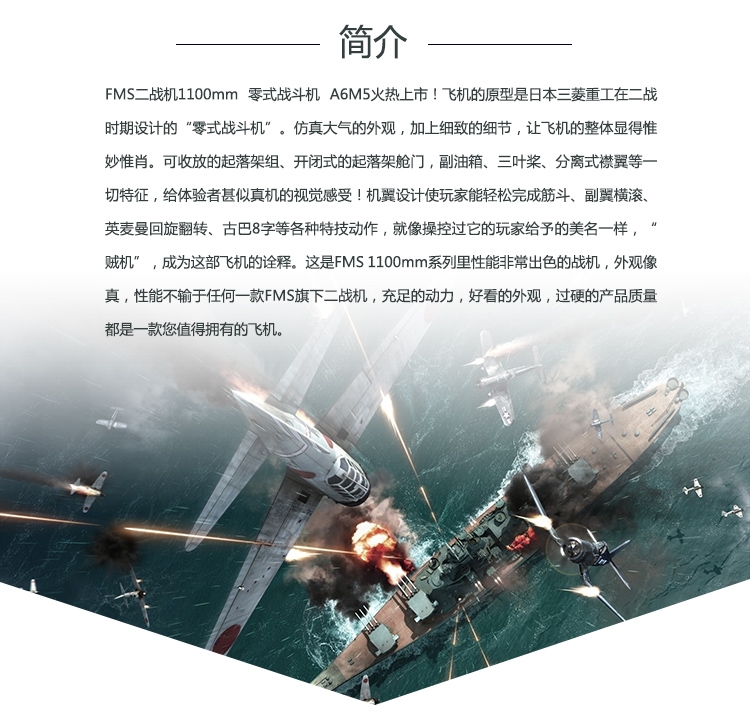 简介
FMS二战机1100mm 零式战斗机 A6M5火热上市！飞机的原型是日本三菱重工在二战
时期设计的“零式战斗机”。仿真大气的外观，加上细致的细节，让飞机的整体显得惟
妙惟肖。可收放的起落架组、开闭式的起落架舱门，副油箱、三叶桨、分离式襟翼等一
切特征，给体验者甚似真机的视觉感受！机翼设计使玩家能轻松完成筋斗、副翼横滚、
英麦曼回旋翻转、古巴8字等各种特技动作，就像操控过它的玩家给予的美名一样，“
贼机”，成为这部飞机的诠释。这是FMS 1100mm系列里性能非常出色的战机，外观像
真，性能不输于任何一款FMS旗下二战机，充足的动力，好看的外观，过硬的产品质量
都是一款您值得拥有的飞机。